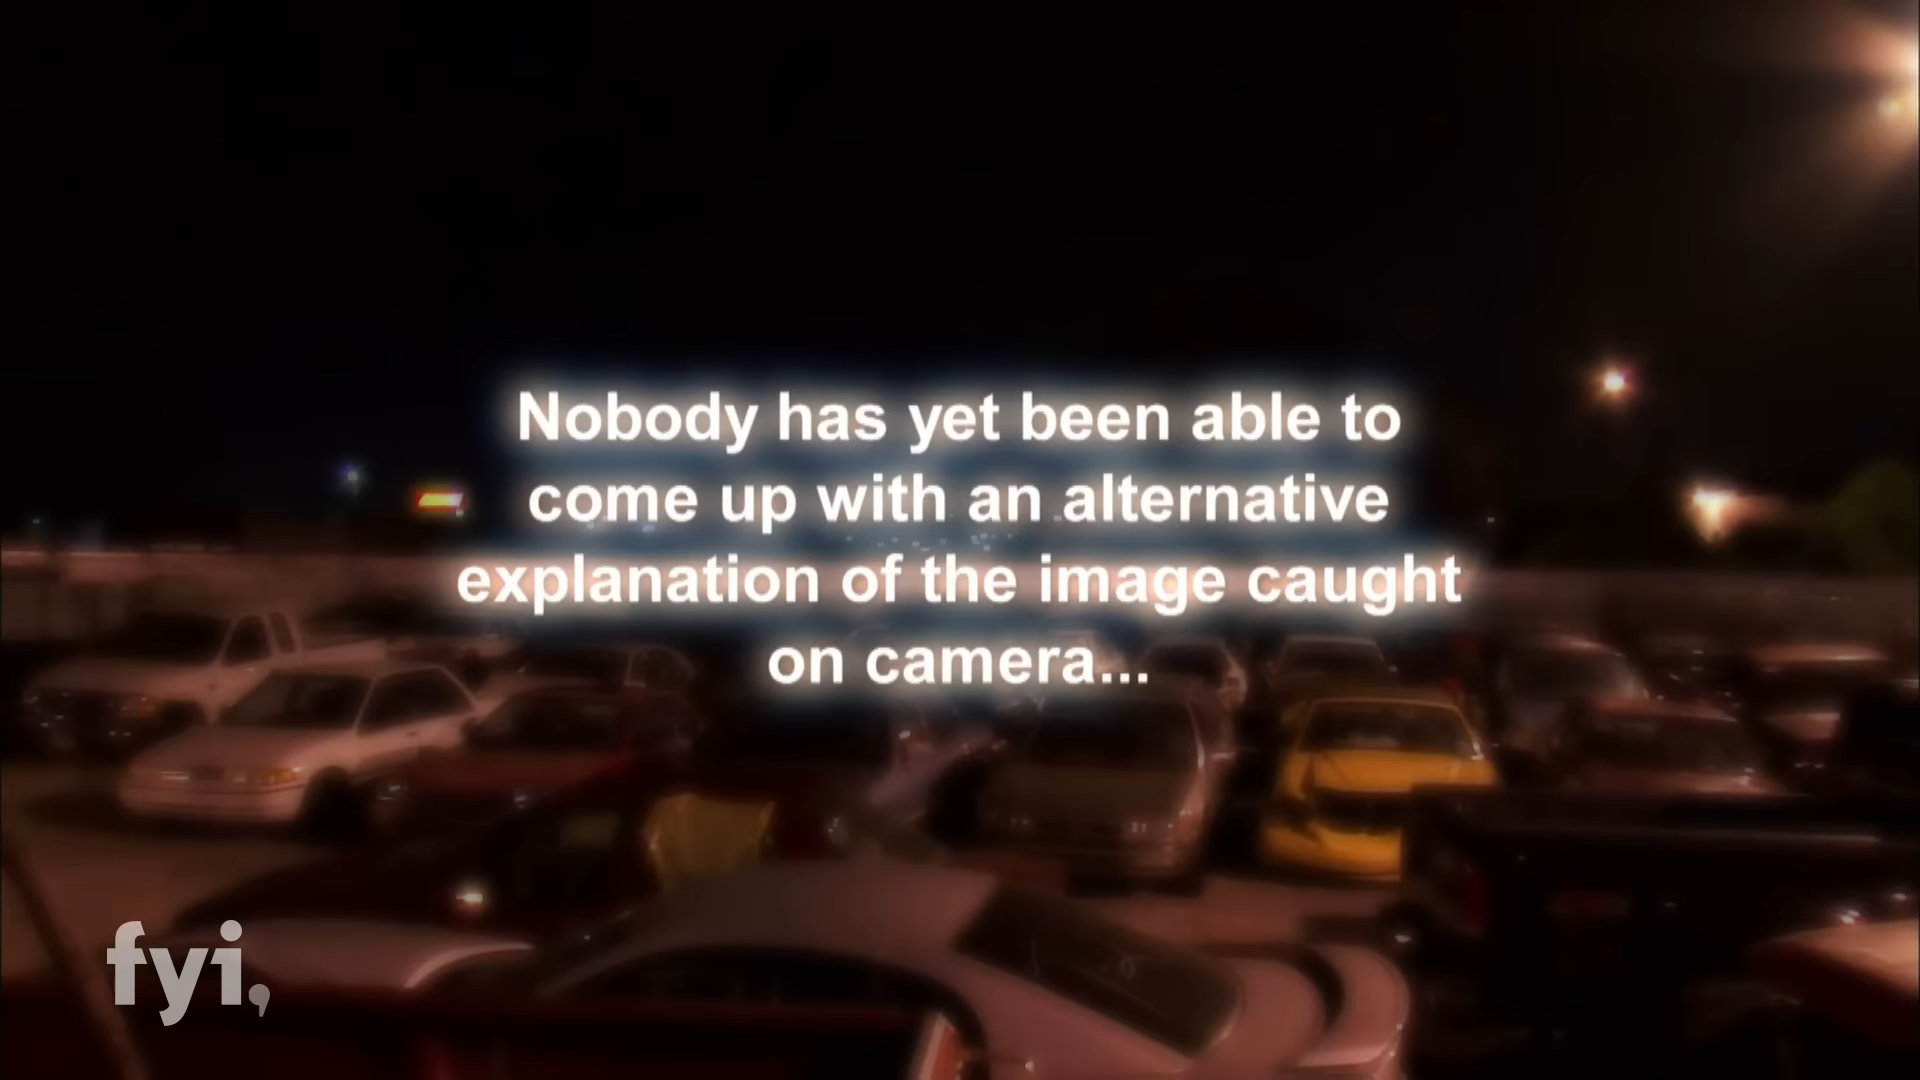 Nobody has yet been able to
come up with an alternative
explanation of the image caught
on camera...
fyi,